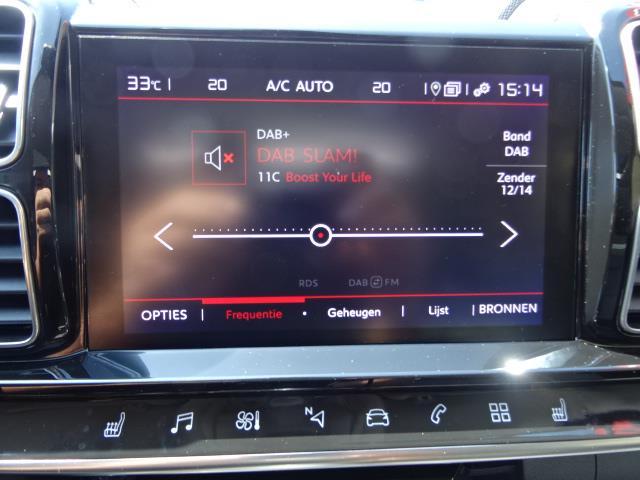 33°C | 20 A/C AUTO 20 | | 15:14
DAB+
DAB SLAM!
11C Boost Your Life
Band
DAB
Zender
12/14
RDS DAB FM
OPTIES | Frequentie • Geheugen | Lijst | BRONNEN
N